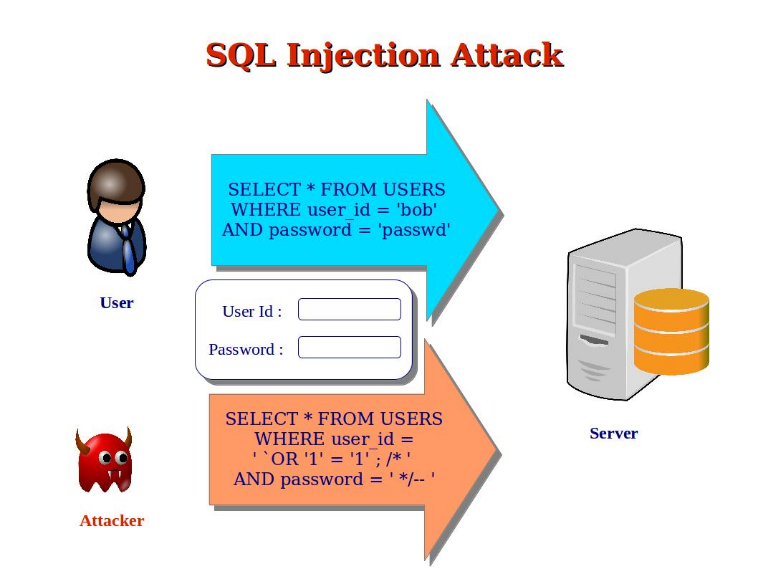 SQL Injection Attack
SELECT * FROM USERS
WHERE user_id = 'bob'
AND password = 'passwd'
User
User Id :
Password :
SELECT * FROM USERS
WHERE user_id =
' `OR '1' = '1' ; /* '
AND password = ' */-- '
Server
Attacker